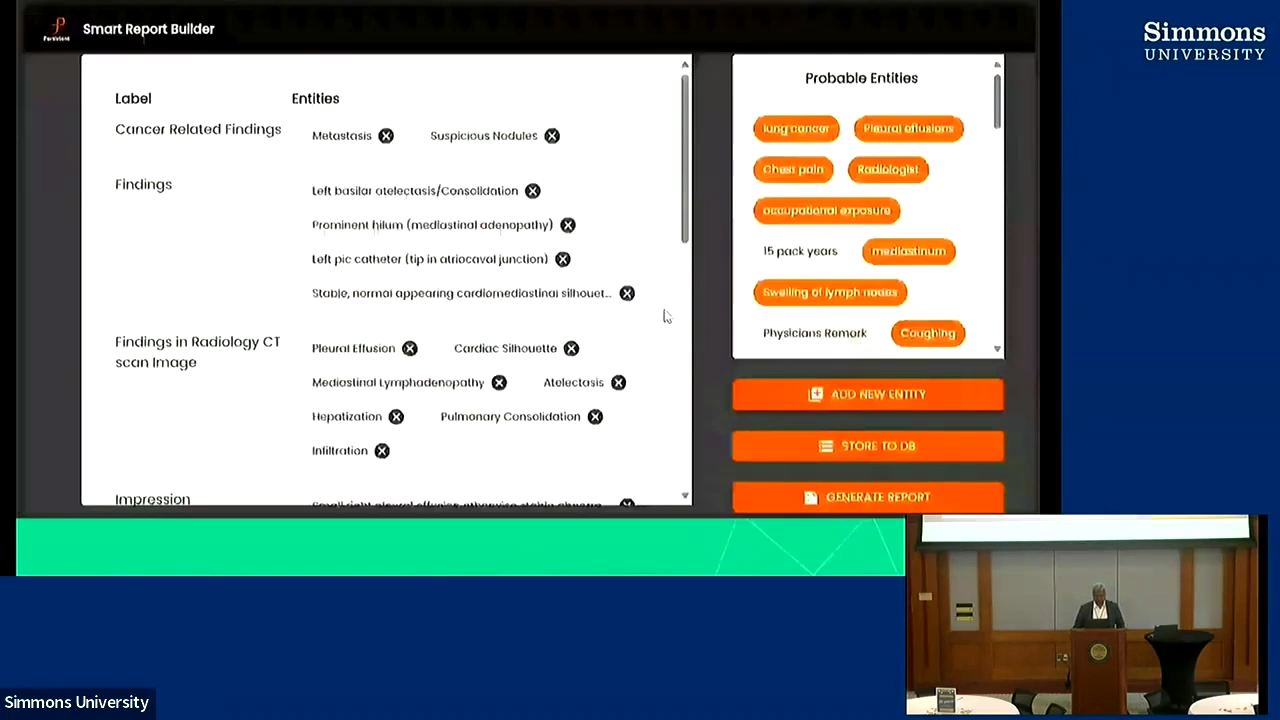 Smart Report Builder
Simmons
UNIVERSITY
Label Entities
Cancer Related Findings Metastasis Suspicious Nodules
Findings Left basilar atelectasis/Consolidation
Prominent hilum (mediastinal adenopathy)
Left pic catheter (tip in atriocaval junction)
Stable, normal appearing cardiomediastinal silhouet...
Findings in Radiology CT
scan Image
Pleural Effusion Cardiac Silhouette
Mediastinal Lymphadenopathy Atelectasis
Hepatization Pulmonary Consolidation
Infiltration
Impression
Probable Entities
lung cancer Pleural effusions
Chest pain Radiologist
occupational exposure
15 pack years mediastinum
Swelling of lymph nodes
Physicians Remark Coughing
ADD NEW ENTITY
STORE TO DB
GENERATE REPORT
Simmons University